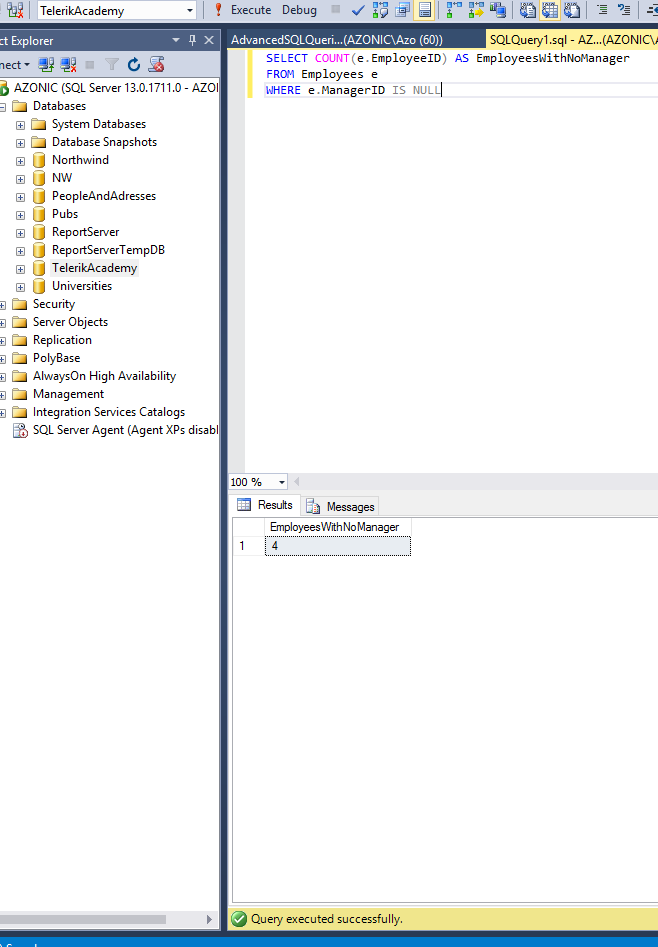 TelerikAcademy Execute Debug
ct Explorer
nect
AZONIC (SQL Server 13.0.1711.0 - AZO
Databases
System Databases
Database Snapshots
Northwind
NW
PeopleAndAdresses
Pubs
ReportServer
ReportServerTempDB
TelerikAcademy
Universities
Security
Server Objects
Replication
PolyBase
AlwaysOn High Availability
Management
Integration Services Catalogs
SQL Server Agent (Agent XPs disabl
AdvancedSQLQueri...(AZONIC\Azo (60)) SQLQuery1.sql - AZ...(AZONIC\
SELECT COUNT(e.EmployeeID) AS EmployeesWithNoManager
FROM Employees e
WHERE e.ManagerID IS NULL
100 %
Results Messages
EmployeesWithNoManager
1 4
Query executed successfully.